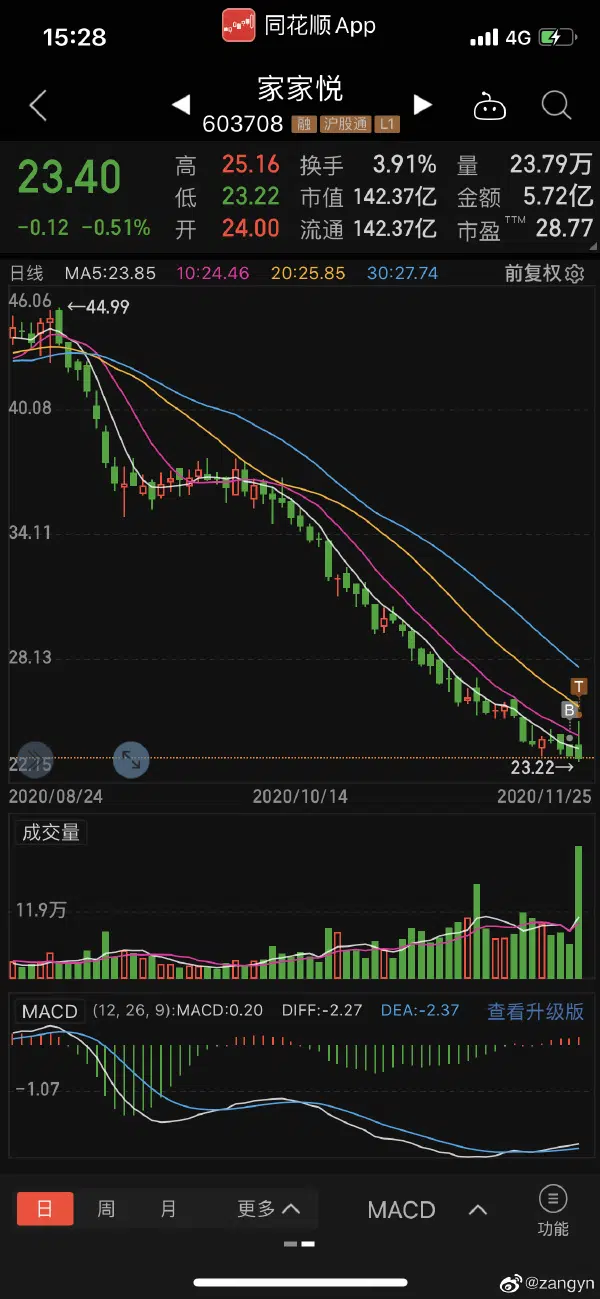 15:28
同花顺App
4G
家家悦
603708 融 沪股通 L1
23.40
-0.12 -0.51%
高 25.16 换手 3.91% 量 23.79万
低 23.22 市值 142.37亿 金额 5.72亿
开 24.00 流通 142.37亿 市盈TTM 28.77
日线 MA5:23.85 10:24.46 20:25.85 30:27.74 前复权
46.06
←44.99
40.08
34.11
28.13
T
B
22.15
23.22→
2020/08/24 2020/10/14 2020/11/25
成交量
11.9万
MACD (12, 26, 9):MACD:0.20 DIFF:-2.27 DEA:-2.37 查看升级版
-1.07
日 周 月 更多 MACD 功能
@zangyn